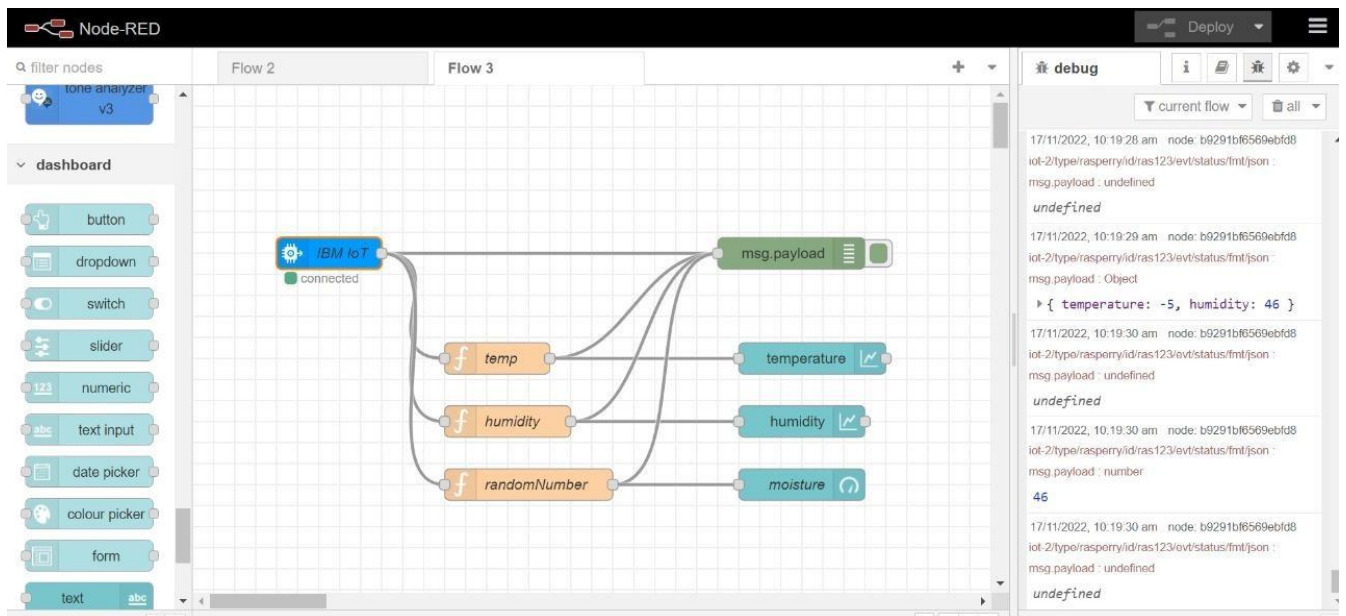 Node-RED
Deploy
filter nodes
Flow 2
Flow 3
debug
i
current flow
all
tone analyzer
v3
dashboard
button
dropdown
switch
slider
123
numeric
abc
text input
date picker
colour picker
form
text
abc
IBM IoT
connected
msg.payload
f
temp
temperature
f
humidity
humidity
f
randomNumber
moisture
17/11/2022, 10:19:28 am node: b9291bf6569ebfd8
iot-2/type/rasperry/id/ras123/evt/status/fmt/json :
msg.payload : undefined
undefined
17/11/2022, 10:19:29 am node: b9291bf6569ebfd8
iot-2/type/rasperry/id/ras123/evt/status/fmt/json :
msg.payload : Object
{ temperature: -5, humidity: 46 }
17/11/2022, 10:19:30 am node: b9291bf6569ebfd8
iot-2/type/rasperry/id/ras123/evt/status/fmt/json :
msg.payload : undefined
undefined
17/11/2022, 10:19:30 am node: b9291bf6569ebfd8
iot-2/type/rasperry/id/ras123/evt/status/fmt/json :
msg.payload : number
46
17/11/2022, 10:19:30 am node: b9291bf6569ebfd8
iot-2/type/rasperry/id/ras123/evt/status/fmt/json :
msg.payload : undefined
undefined